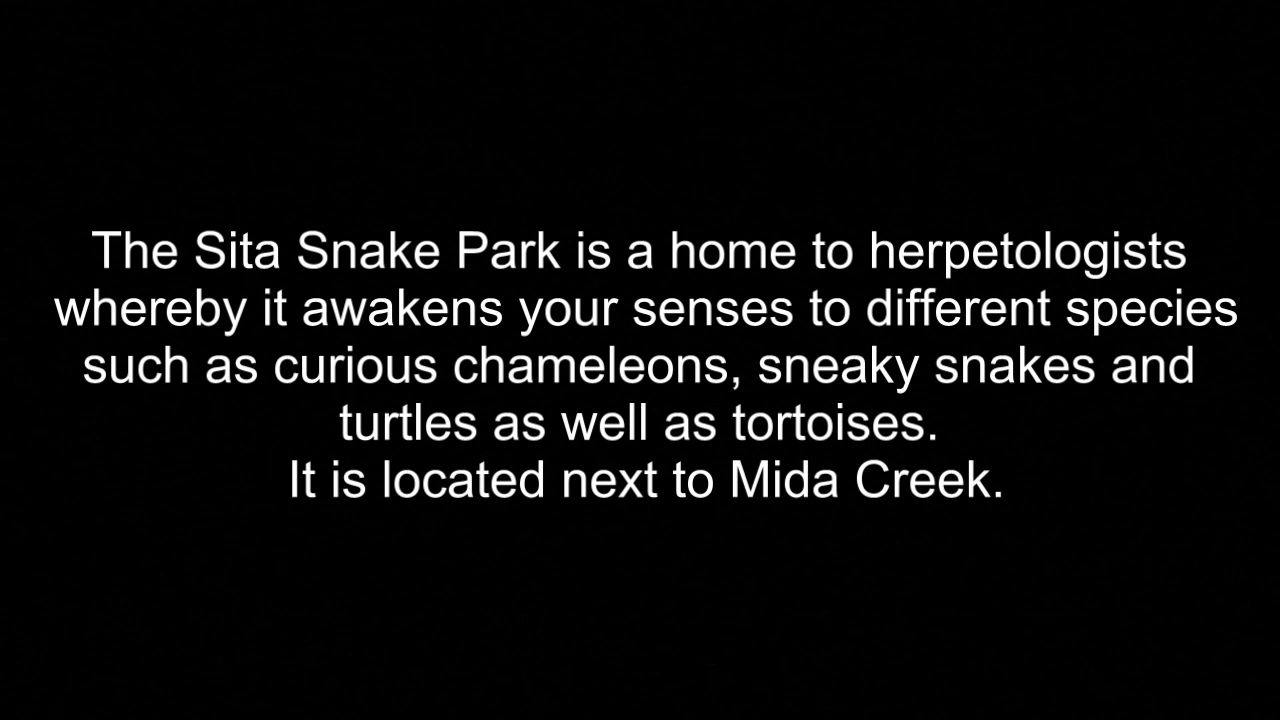 The Sita Snake Park is a home to herpetologists
whereby it awakens your senses to different species
such as curious chameleons, sneaky snakes and
turtles as well as tortoises.
It is located next to Mida Creek.